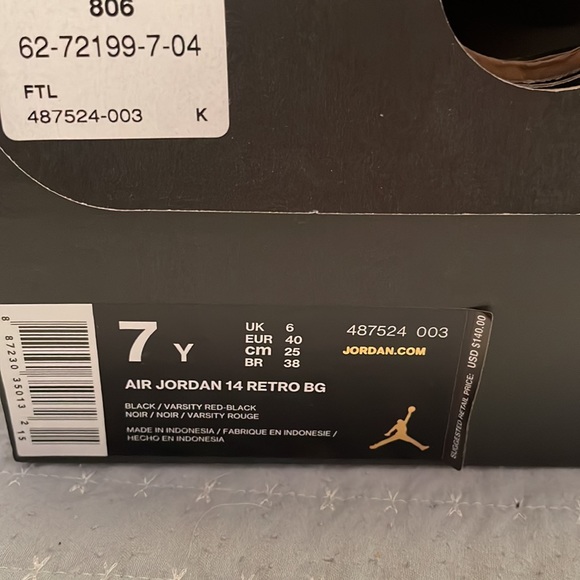 806
62-72199-7-04
FTL
487524-003 K
7 Y
UK 6
EUR 40
cm 25
BR 38
487524 003
JORDAN.COM
AIR JORDAN 14 RETRO BG
BLACK / VARSITY RED-BLACK
NOIR / NOIR / VARSITY ROUGE
MADE IN INDONESIA / FABRIQUE EN INDONESIE /
HECHO EN INDONESIA
SUGGESTED RETAIL PRICE: USD $140.00
8 87230 35013 215